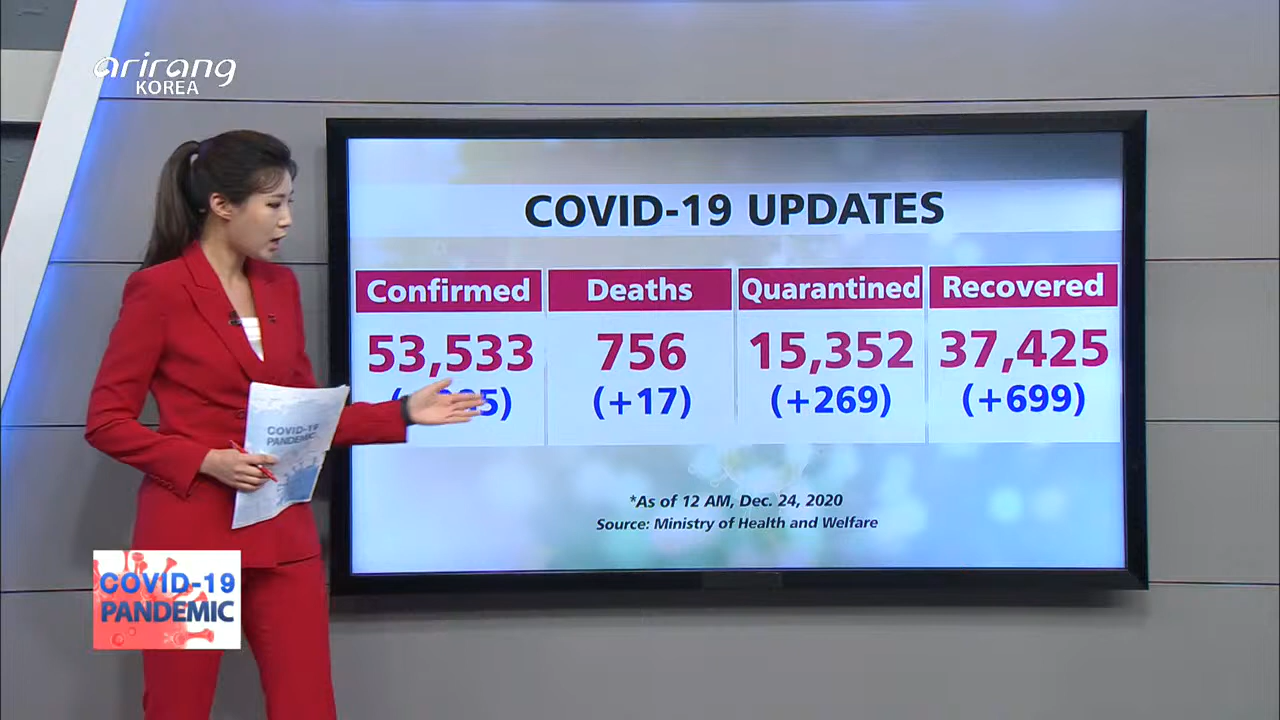 arirang
KOREA
COVID-19 UPDATES
Confirmed
53,533
Deaths
756
(+17)
Quarantined
15,352
(+269)
Recovered
37,425
(+699)
*As of 12 AM, Dec. 24, 2020
Source: Ministry of Health and Welfare
COVID-19
PANDEMIC
COVID-19
PANDEMIC